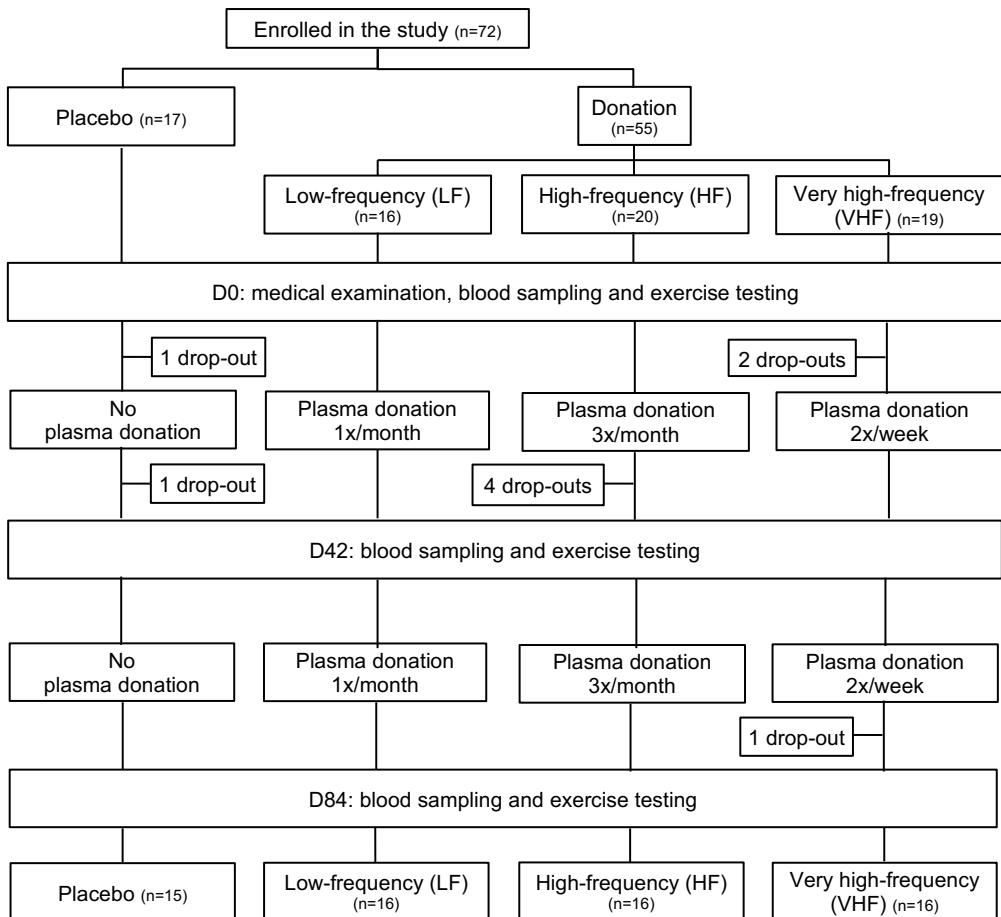 Enrolled in the study (n=72)
Placebo (n=17)
Donation
(n=55)
Low-frequency (LF)
(n=16)
High-frequency (HF)
(n=20)
Very high-frequency
(VHF) (n=19)
D0: medical examination, blood sampling and exercise testing
1 drop-out
2 drop-outs
No
plasma donation
Plasma donation
1x/month
Plasma donation
3x/month
Plasma donation
2x/week
1 drop-out
4 drop-outs
D42: blood sampling and exercise testing
No
plasma donation
Plasma donation
1x/month
Plasma donation
3x/month
Plasma donation
2x/week
1 drop-out
D84: blood sampling and exercise testing
Placebo (n=15)
Low-frequency (LF)
(n=16)
High-frequency (HF)
(n=16)
Very high-frequency
(VHF) (n=16)